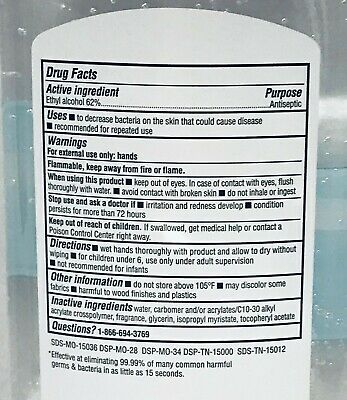 Drug Facts
Active ingredient Purpose
Ethyl alcohol 62%..........................................................Antiseptic
Uses ■ to decrease bacteria on the skin that could cause disease
■ recommended for repeated use
Warnings
For external use only: hands
Flammable, keep away from fire or flame.
When using this product ■ keep out of eyes. In case of contact with eyes, flush
thoroughly with water. ■ avoid contact with broken skin ■ do not inhale or ingest
Stop use and ask a doctor if ■ irritation and redness develop ■ condition
persists for more than 72 hours
Keep out of reach of children. If swallowed, get medical help or contact a
Poison Control Center right away.
Directions ■ wet hands thoroughly with product and allow to dry without
wiping ■ for children under 6, use only under adult supervision
■ not recommended for infants
Other information ■ do not store above 105°F ■ may discolor some
fabrics ■ harmful to wood finishes and plastics
Inactive ingredients water, carbomer and/or acrylates/C10-30 alkyl
acrylate crosspolymer, fragrance, glycerin, isopropyl myristate, tocopheryl acetate
Questions? 1-866-694-3769
SDS-MO-15036 DSP-MO-28 DSP-MO-34 DSP-TN-15000 SDS-TN-15012
*Effective at eliminating 99.99% of many common harmful
germs & bacteria in as little as 15 seconds.